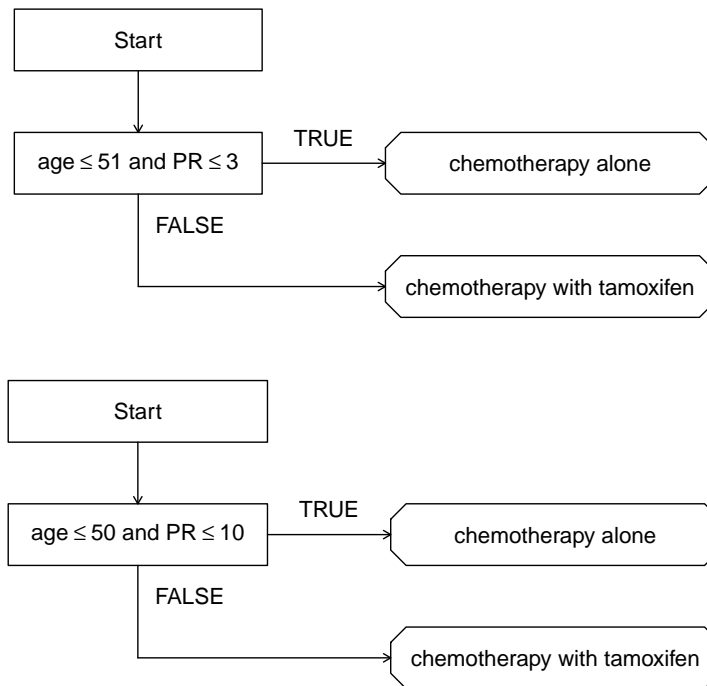 Start
age ≤ 51 and PR ≤ 3
TRUE
chemotherapy alone
FALSE
chemotherapy with tamoxifen
Start
age ≤ 50 and PR ≤ 10
TRUE
chemotherapy alone
FALSE
chemotherapy with tamoxifen